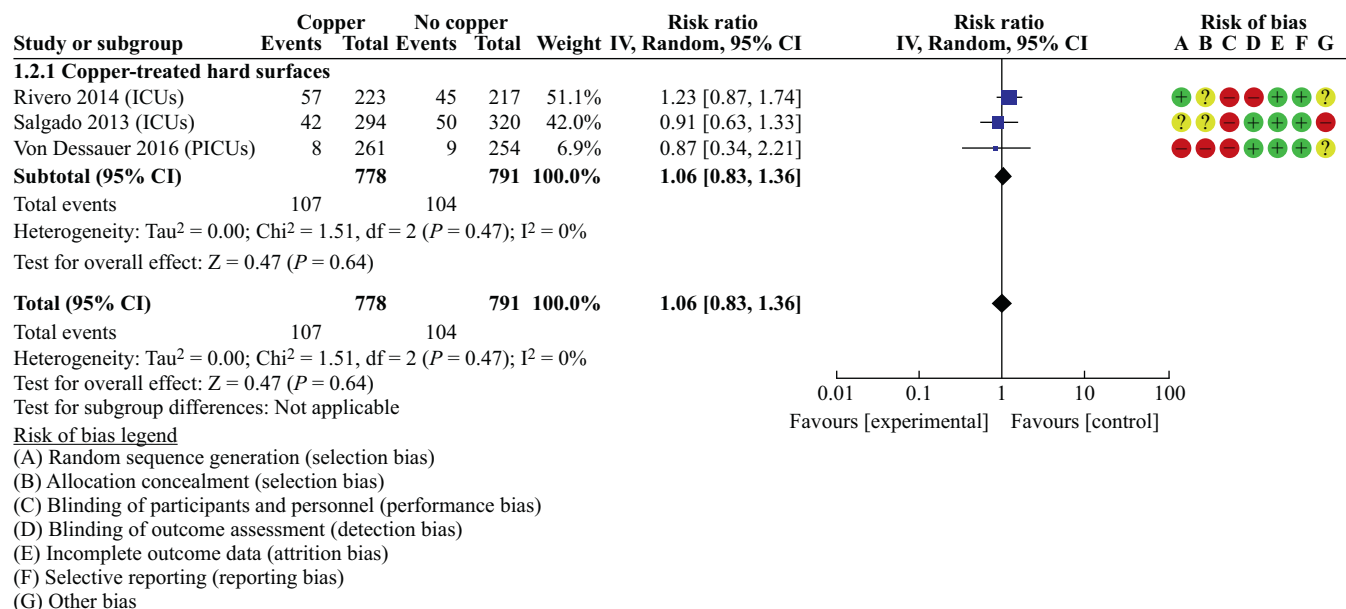 Copper No copper Risk ratio Risk ratio Risk of bias
Study or subgroup Events Total Events Total Weight IV, Random, 95% CI IV, Random, 95% CI A B C D E F G
1.2.1 Copper-treated hard surfaces
Rivero 2014 (ICUs) 57 223 45 217 51.1% 1.23 [0.87, 1.74] + ? − − + + ?
Salgado 2013 (ICUs) 42 294 50 320 42.0% 0.91 [0.63, 1.33] ? ? − + + + −
Von Dessauer 2016 (PICUs) 8 261 9 254 6.9% 0.87 [0.34, 2.21] − − − + + + ?
Subtotal (95% CI) 778 791 100.0% 1.06 [0.83, 1.36]
Total events 107 104
Heterogeneity: Tau² = 0.00; Chi² = 1.51, df = 2 (P = 0.47); I² = 0%
Test for overall effect: Z = 0.47 (P = 0.64)
Total (95% CI) 778 791 100.0% 1.06 [0.83, 1.36]
Total events 107 104
Heterogeneity: Tau² = 0.00; Chi² = 1.51, df = 2 (P = 0.47); I² = 0%
Test for overall effect: Z = 0.47 (P = 0.64)
Test for subgroup differences: Not applicable
0.01 0.1 1 10 100
Favours [experimental] Favours [control]
Risk of bias legend
(A) Random sequence generation (selection bias)
(B) Allocation concealment (selection bias)
(C) Blinding of participants and personnel (performance bias)
(D) Blinding of outcome assessment (detection bias)
(E) Incomplete outcome data (attrition bias)
(F) Selective reporting (reporting bias)
(G) Other bias